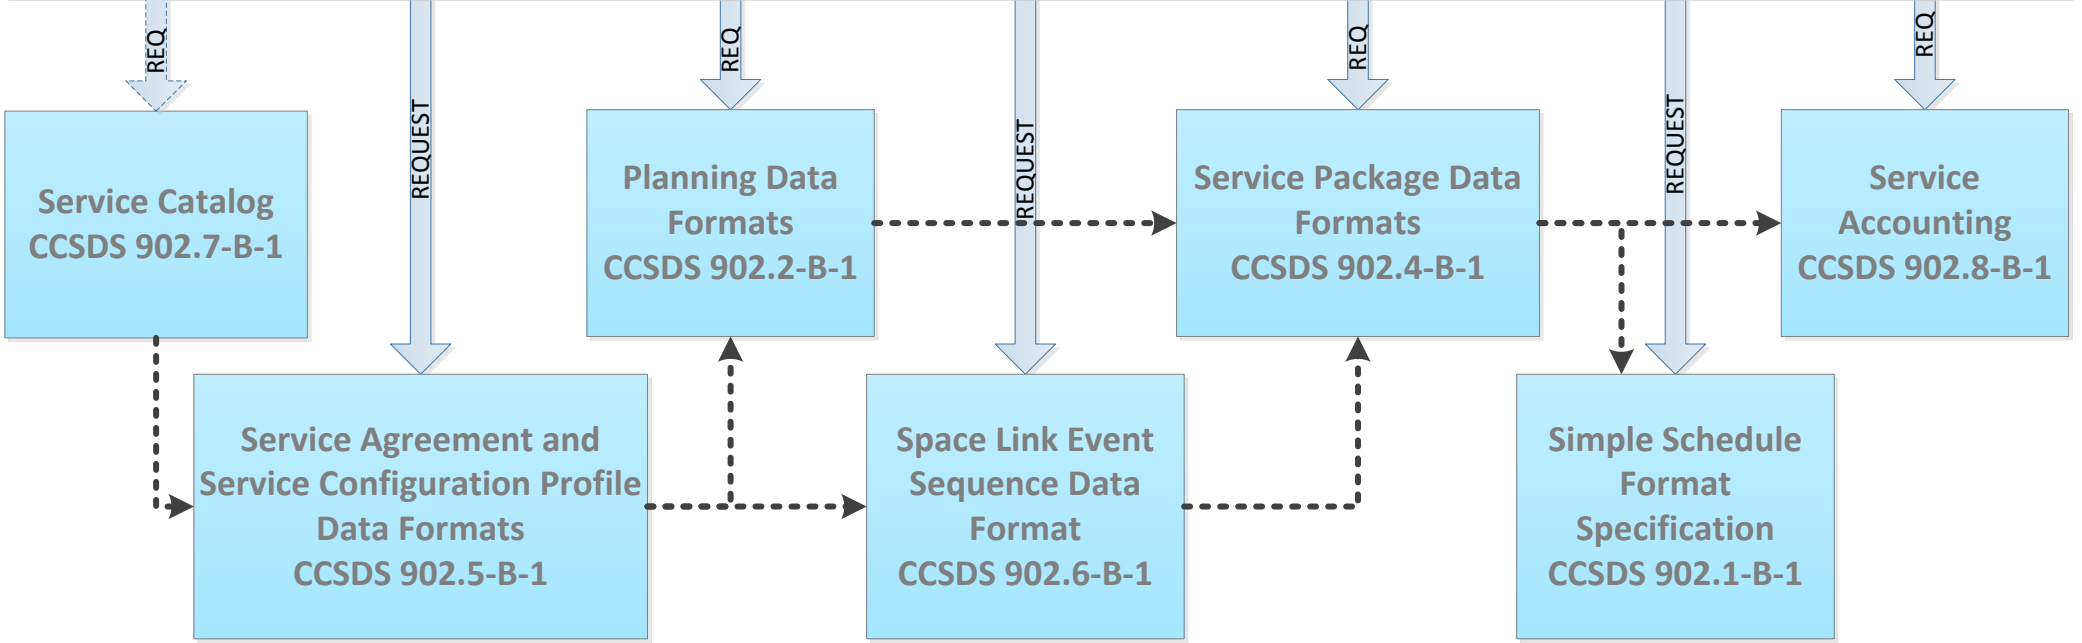 REQ
REQUEST
REQ
REQUEST
REQ
REQUEST
REQ
Service Catalog
CCSDS 902.7-B-1
Planning Data
Formats
CCSDS 902.2-B-1
Service Package Data
Formats
CCSDS 902.4-B-1
Service
Accounting
CCSDS 902.8-B-1
Service Agreement and
Service Configuration Profile
Data Formats
CCSDS 902.5-B-1
Space Link Event
Sequence Data
Format
CCSDS 902.6-B-1
Simple Schedule
Format
Specification
CCSDS 902.1-B-1